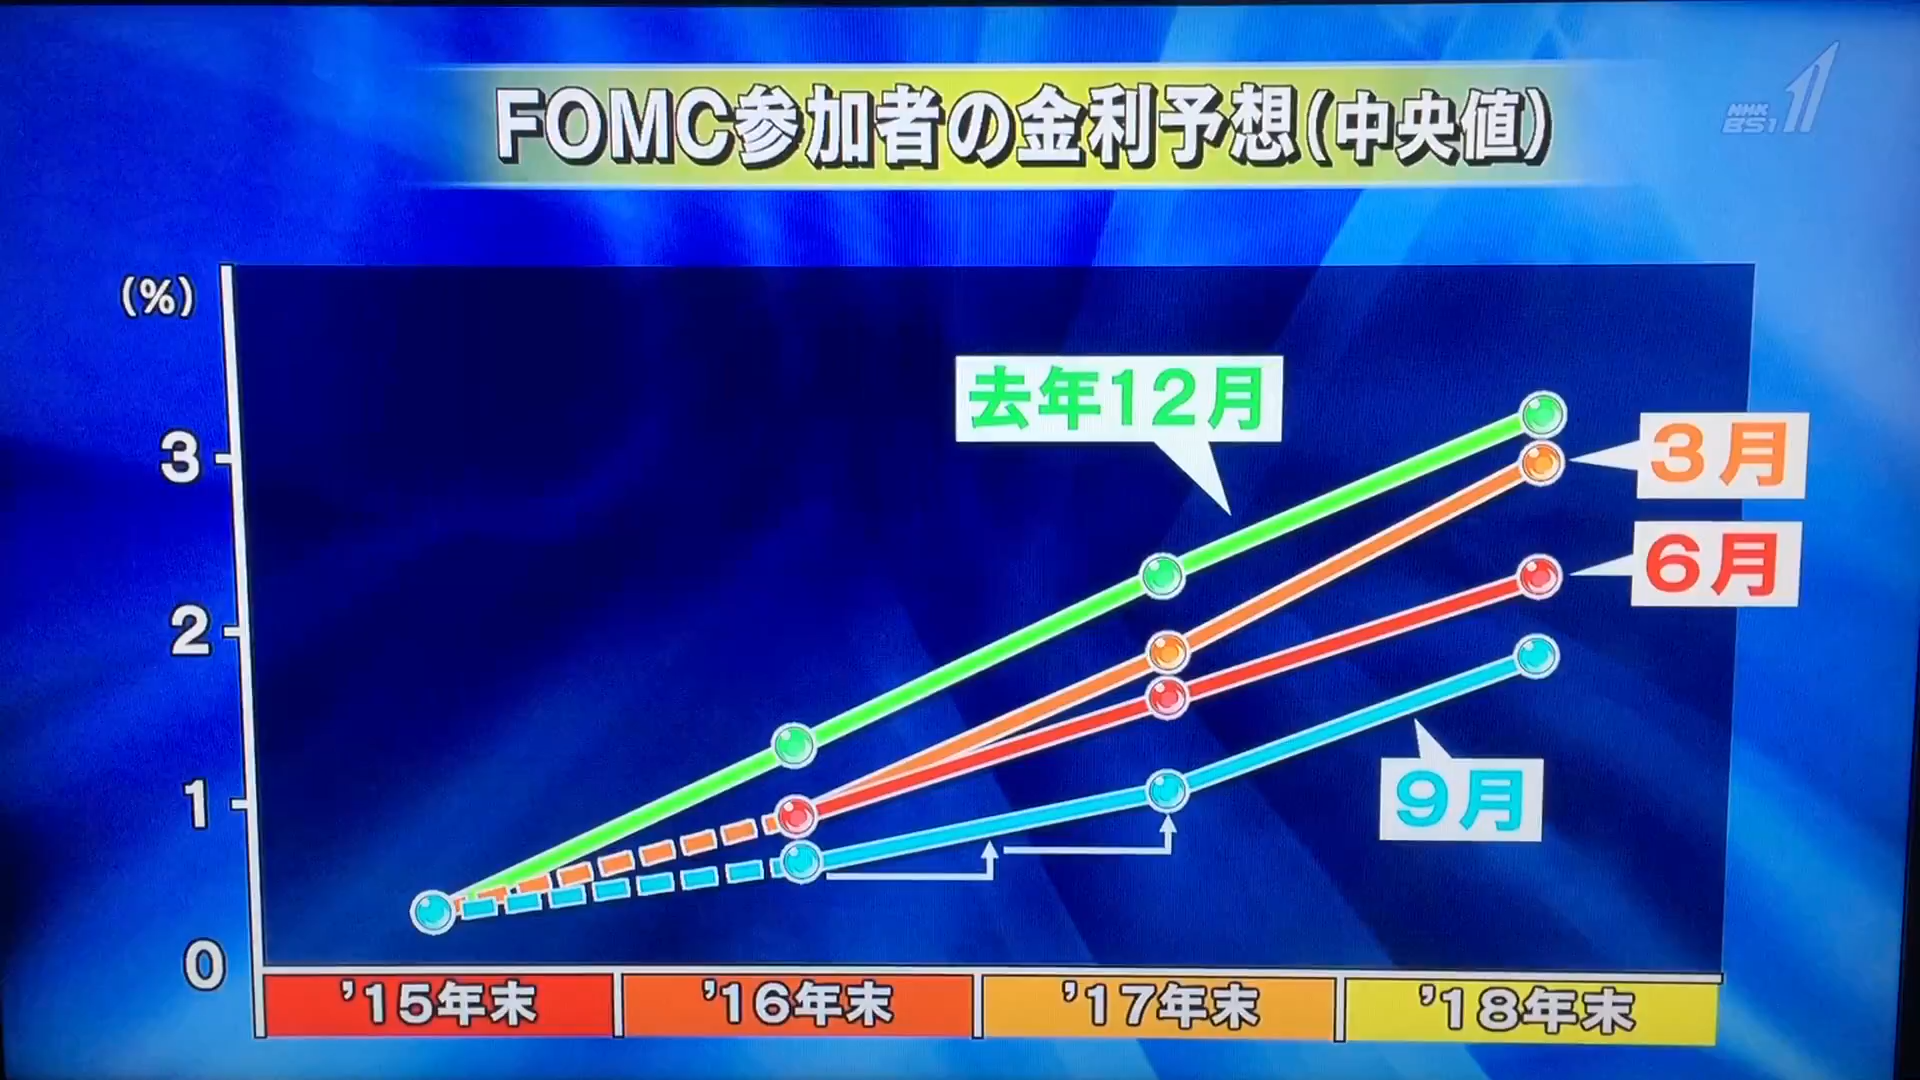 FOMC参加者の金利予想(中央値)
NHK
BS1
(%)
去年12月
3
3月
6月
2
1
9月
0
'15年末
'16年末
'17年末
'18年末